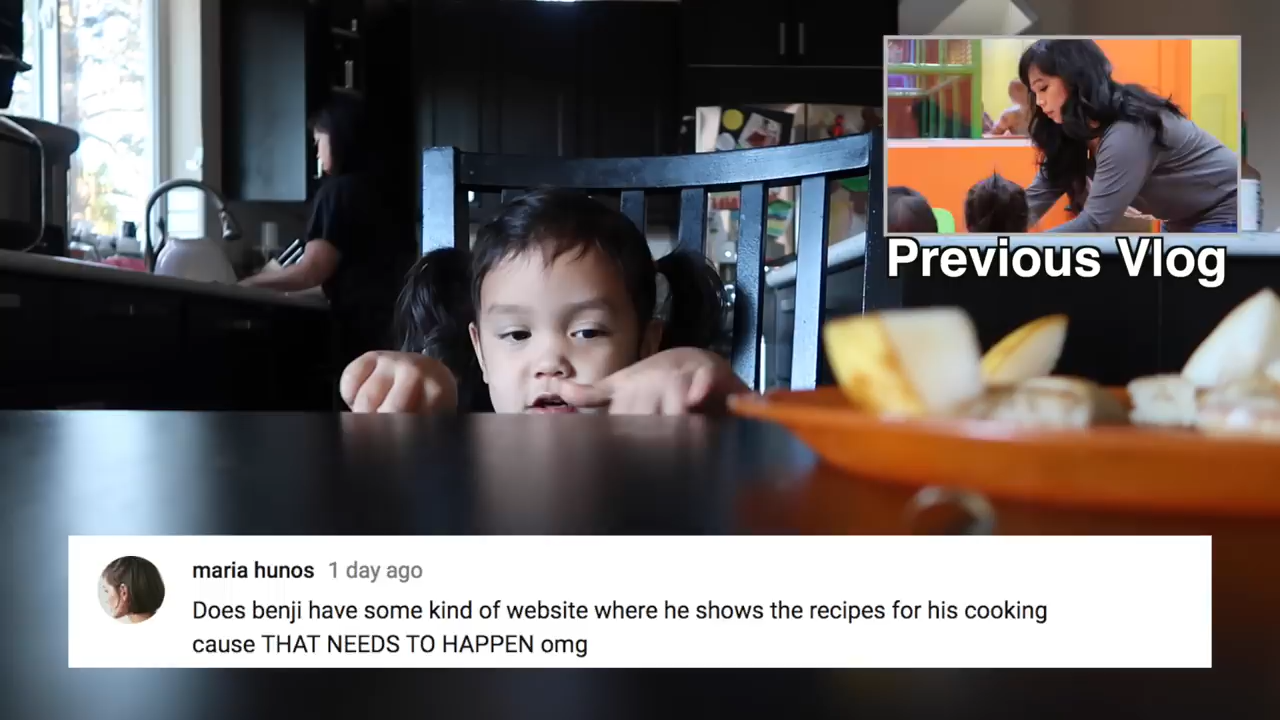 Previous Vlog
maria hunos 1 day ago
Does benji have some kind of website where he shows the recipes for his cooking
cause THAT NEEDS TO HAPPEN omg